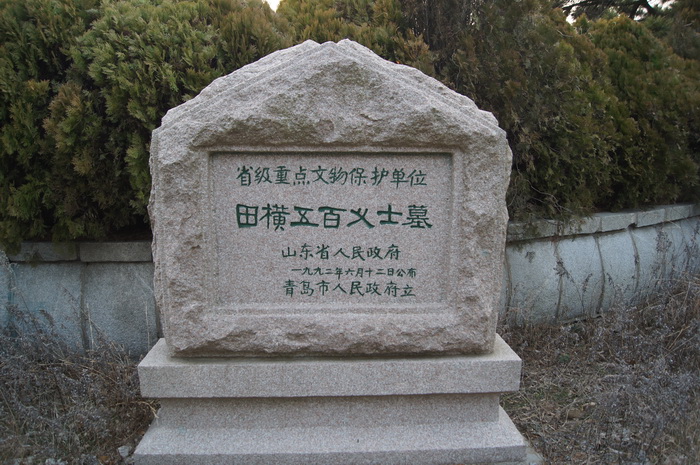 省级重点文物保护单位
田横五百义士墓
山东省人民政府
一九九二年六月十二日公布
青岛市人民政府立